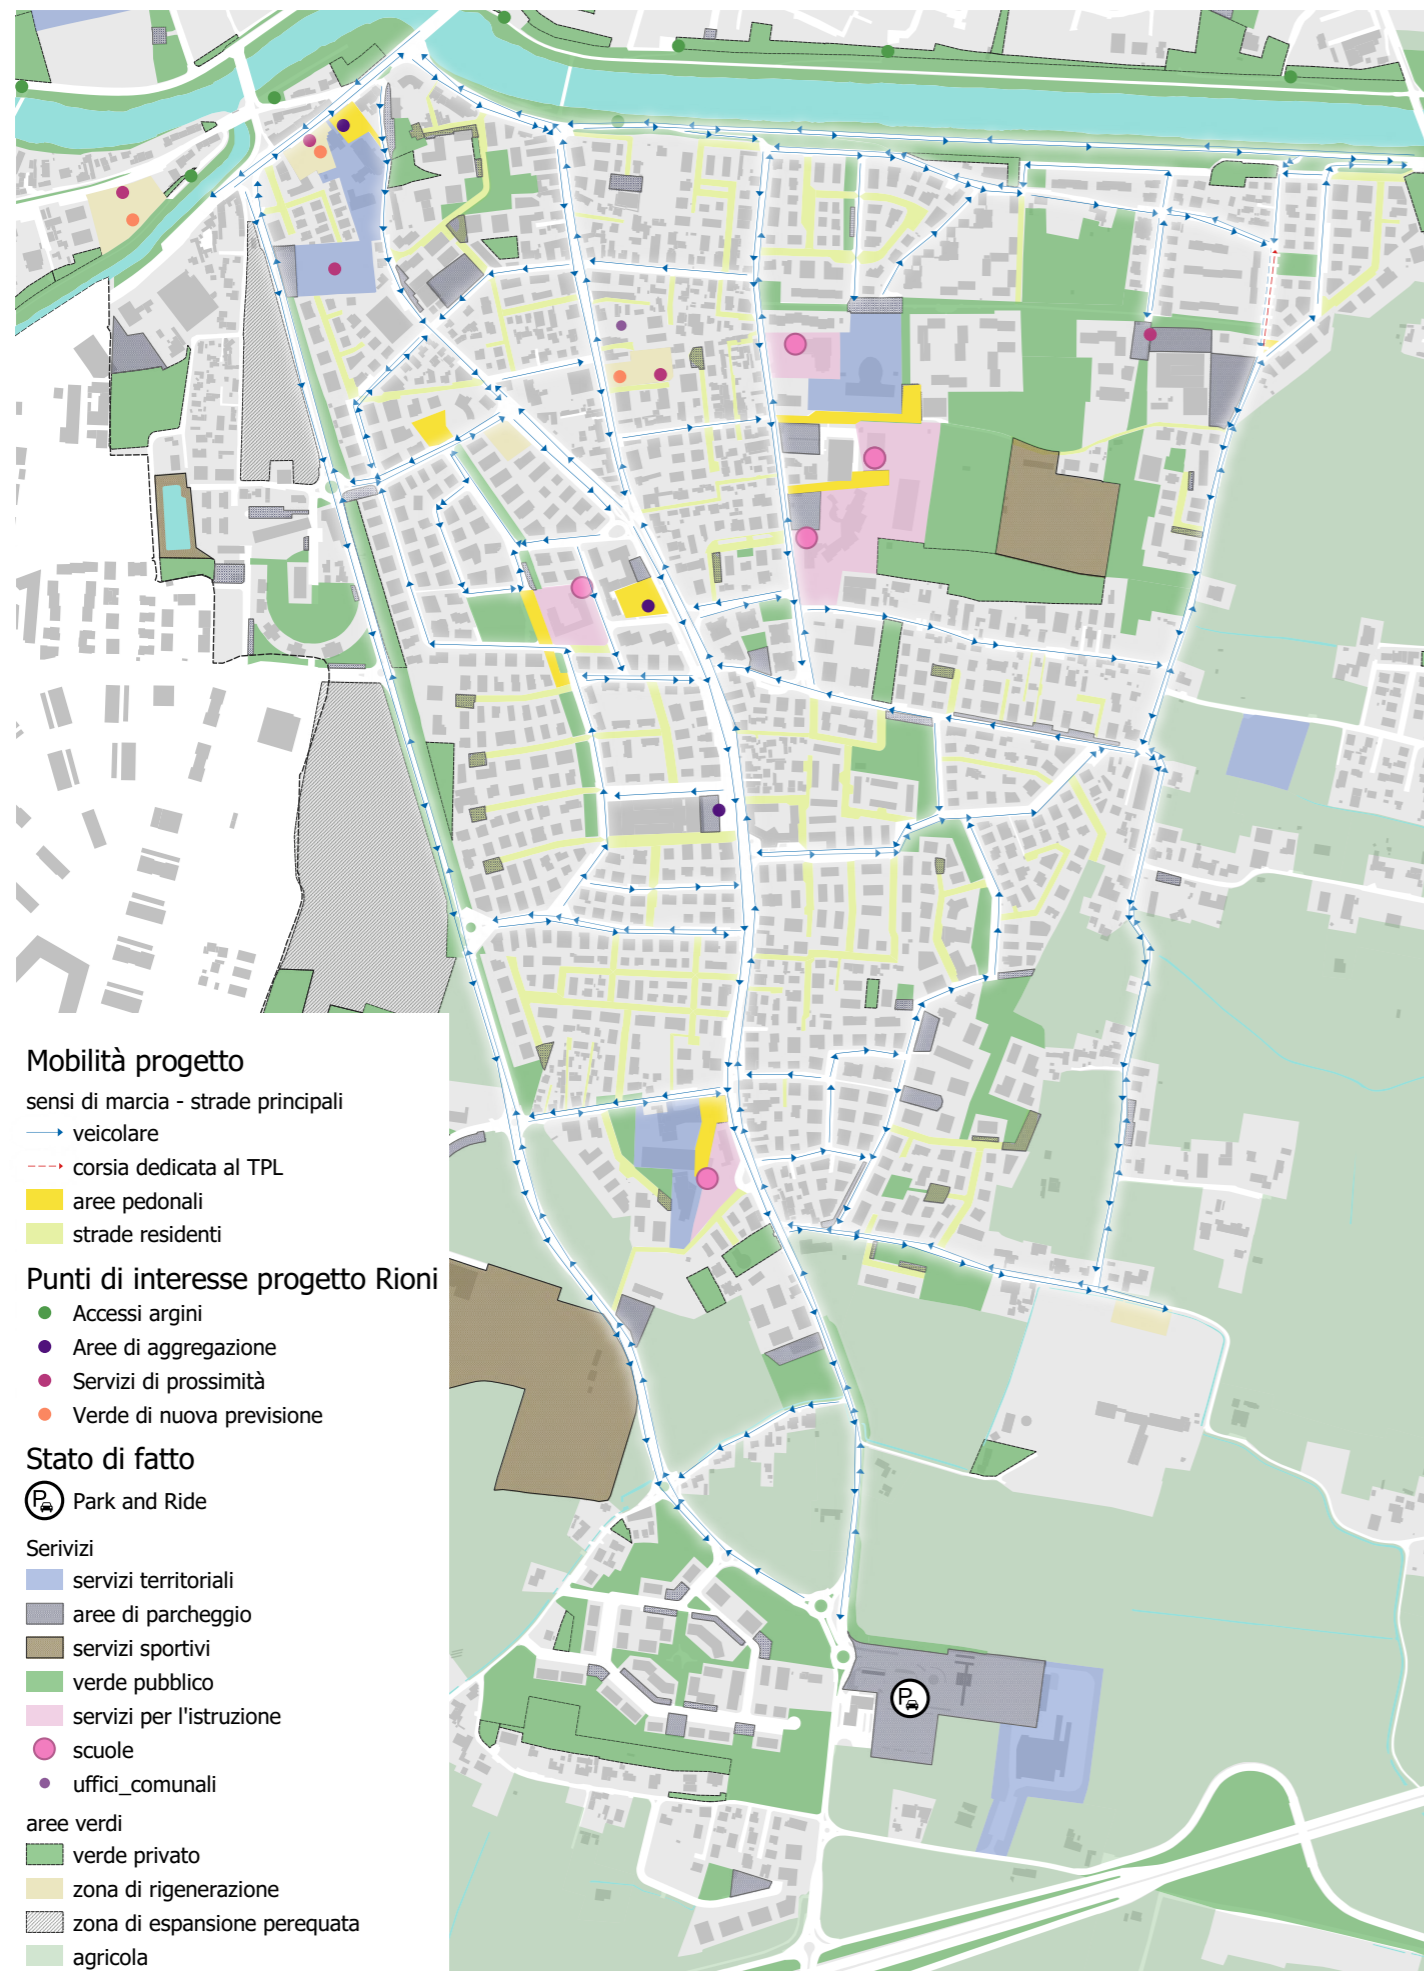 Mobilità progetto
sensi di marcia - strade principali
veicolare
corsia dedicata al TPL
aree pedonali
strade residenti
Punti di interesse progetto Rioni
Accessi argini
Aree di aggregazione
Servizi di prossimità
Verde di nuova previsione
Stato di fatto
P Park and Ride
Serivizi
servizi territoriali
aree di parcheggio
servizi sportivi
verde pubblico
servizi per l'istruzione
scuole
uffici_comunali
aree verdi
verde privato
zona di rigenerazione
zona di espansione perequata
agricola
P